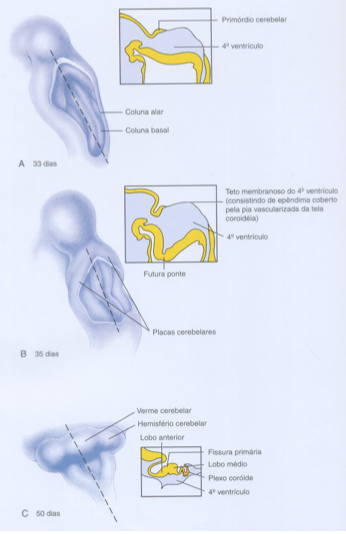 Primórdio cerebelar
4º ventrículo
Coluna alar
Coluna basal
A 33 dias
Teto membranoso do 4º ventrículo
(consistindo de epêndima coberto
pela pia vascularizada da tela
coroidéia)
4º ventrículo
Futura ponte
Placas cerebelares
B 35 dias
Verme cerebelar
Hemisfério cerebelar
Lobo anterior
Fissura primária
Lobo médio
Plexo coróide
4º ventrículo
C 50 dias